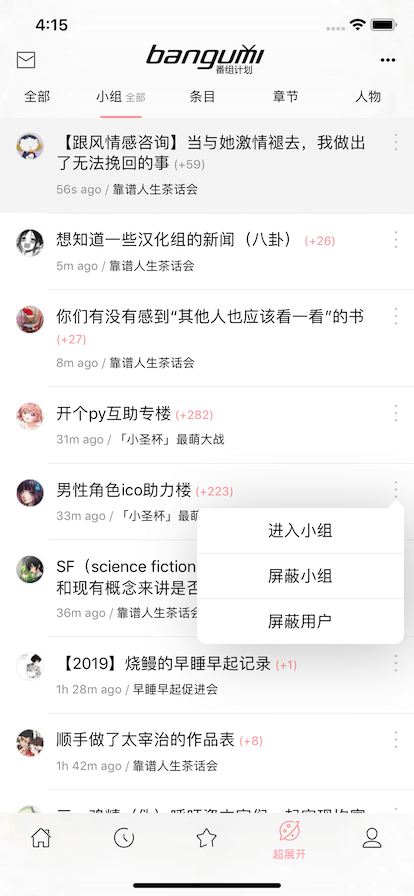 4:15
bangumi
番组计划
全部 小组 全部 条目 章节 人物
【跟风情感咨询】当与她激情褪去，我做出
了无法挽回的事 (+59)
56s ago / 靠谱人生茶话会
想知道一些汉化组的新闻（八卦） (+26)
5m ago / 靠谱人生茶话会
你们有没有感到“其他人也应该看一看”的书
(+27)
8m ago / 靠谱人生茶话会
开个py互助专楼 (+282)
31m ago / 「小圣杯」最萌大战
男性角色ico助力楼 (+223)
33m ago / 「小圣杯」最萌
进入小组
屏蔽小组
屏蔽用户
SF（science fiction
和现有概念来讲是否
36m ago / 靠谱人生茶话会
【2019】烧鳗的早睡早起记录 (+1)
1h 28m ago / 早睡早起促进会
顺手做了太宰治的作品表 (+8)
1h 42m ago / 靠谱人生茶话会
超展开